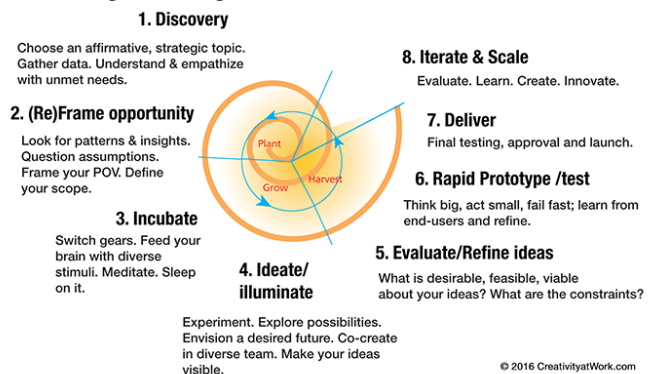 1. Discovery
Choose an affirmative, strategic topic.
Gather data. Understand & empathize
with unmet needs.
2. (Re)Frame opportunity
Look for patterns & insights.
Question assumptions.
Frame your POV. Define
your scope.
3. Incubate
Switch gears. Feed your
brain with diverse
stimuli. Meditate. Sleep
on it.
4. Ideate/
illuminate
Experiment. Explore possibilities.
Envision a desired future. Co-create
in diverse team. Make your ideas
visible.
Plant
Grow
Harvest
8. Iterate & Scale
Evaluate. Learn. Create. Innovate.
7. Deliver
Final testing, approval and launch.
6. Rapid Prototype /test
Think big, act small, fail fast; learn from
end-users and refine.
5. Evaluate/Refine ideas
What is desirable, feasible, viable
about your ideas? What are the constraints?
© 2016 CreativityatWork.com